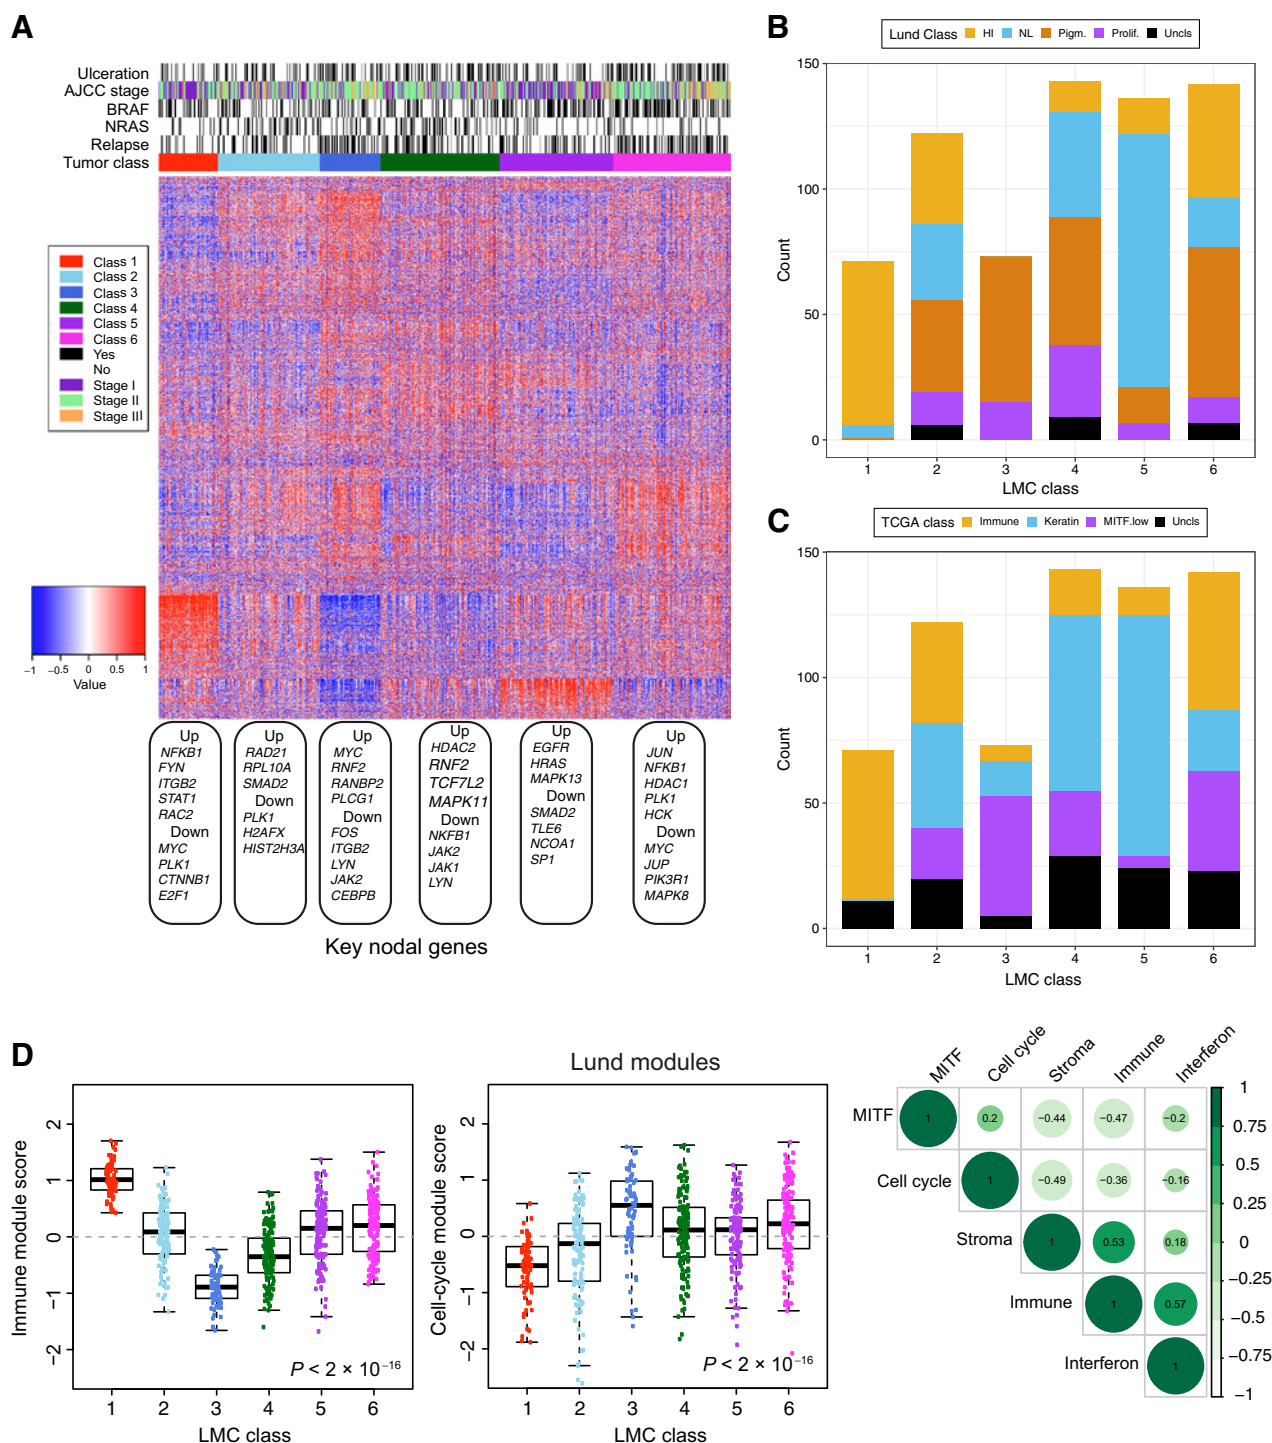 A
Ulceration
AJCC stage
BRAF
NRAS
Relapse
Tumor class
Class 1
Class 2
Class 3
Class 4
Class 5
Class 6
Yes
No
Stage I
Stage II
Stage III
−1 −0.5 0 0.5 1
Value
Up
NFKB1
FYN
ITGB2
STAT1
RAC2
Down
MYC
PLK1
CTNNB1
E2F1
Up
RAD21
RPL10A
SMAD2
Down
PLK1
H2AFX
HIST2H3A
Up
MYC
RNF2
RANBP2
PLCG1
Down
FOS
ITGB2
LYN
JAK2
CEBPB
Up
HDAC2
RNF2
TCF7L2
MAPK11
Down
NKFB1
JAK2
JAK1
LYN
Up
EGFR
HRAS
MAPK13
Down
SMAD2
TLE6
NCOA1
SP1
Up
JUN
NFKB1
HDAC1
PLK1
HCK
Down
MYC
JUP
PIK3R1
MAPK8
Key nodal genes
B
Lund Class HI NL Pigm. Prolif. Uncls
150
100
50
0
Count
1 2 3 4 5 6
LMC class
C
TCGA class Immune Keratin MITF.low Uncls
150
100
50
0
Count
1 2 3 4 5 6
LMC class
D
Lund modules
Immune module score
2
1
0
−1
−2
P < 2 × 10−16
1 2 3 4 5 6
LMC class
Cell-cycle module score
2
1
0
−1
−2
P < 2 × 10−16
1 2 3 4 5 6
LMC class
MITF Cell cycle Stroma Immune Interferon
MITF 1 0.2 −0.44 −0.47 −0.2
Cell cycle 1 −0.49 −0.36 −0.16
Stroma 1 0.53 0.18
Immune 1 0.57
Interferon 1
1
0.75
0.5
0.25
0
−0.25
−0.5
−0.75
−1